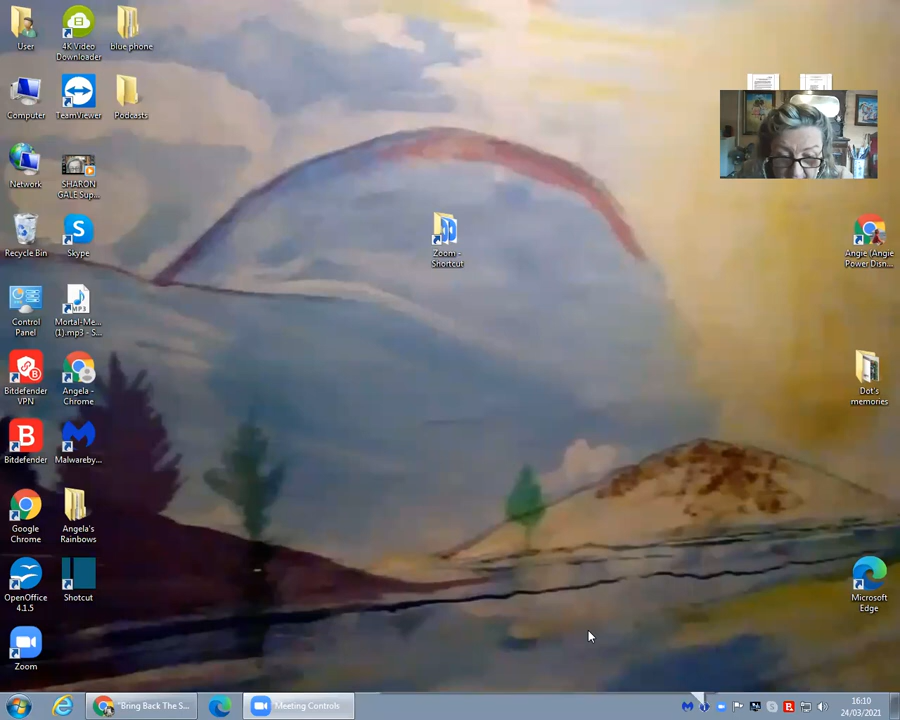 User
4K Video
Downloader
blue phone
Computer
TeamViewer
Podcasts
Network
SHARON
GALE Sup...
Recycle Bin
Skype
Zoom -
Shortcut
Angie (Angie
Power Disn...
Control
Panel
MP3
Mortal-Me...
(1).mp3 - S...
Bitdefender
VPN
Angela -
Chrome
Dot's
memories
Bitdefender
Malwareby...
Google
Chrome
Angela's
Rainbows
OpenOffice
4.1.5
Shotcut
Microsoft
Edge
Zoom
"Bring Back The S...
Meeting Controls
16:10
24/03/2021